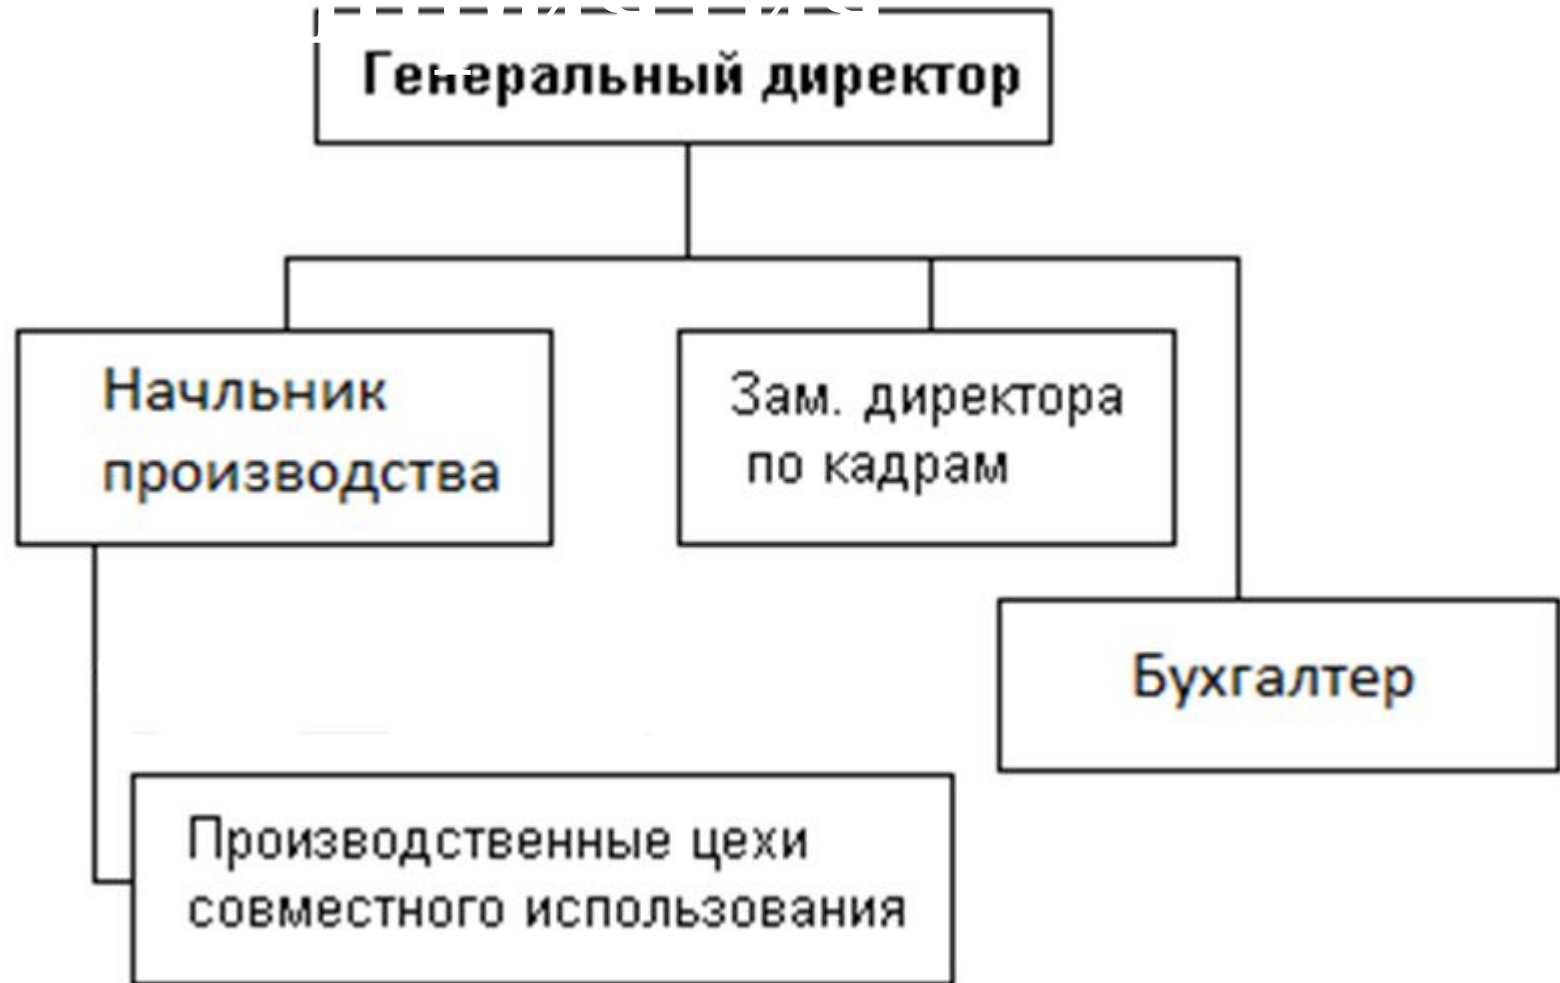 Генеральный директор
Начльник
производства
Зам. директора
по кадрам
Бухгалтер
Производственные цехи
совместного использования